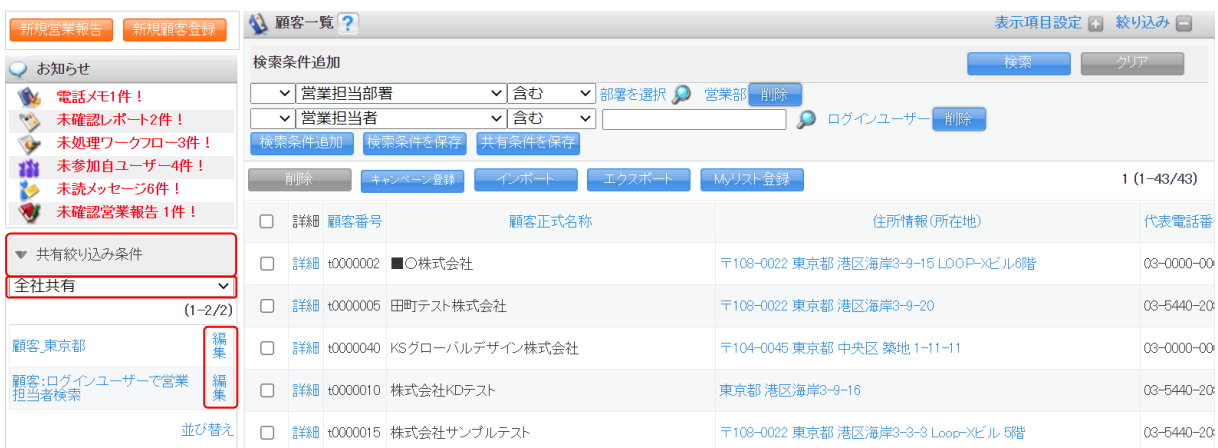 新規営業報告 新規顧客登録
お知らせ
電話メモ1件！
未確認レポート2件！
未処理ワークフロー3件！
未参加自ユーザー4件！
未読メッセージ6件！
未確認営業報告 1件！
▼ 共有絞り込み条件
全社共有
(1-2/2)
顧客_東京都 編集
顧客:ログインユーザーで営業担当者検索 編集
並び替え
顧客一覧 ? 表示項目設定 + 絞り込み −
検索条件追加 検索 クリア
営業担当部署 含む 部署を選択 営業部 削除
営業担当者 含む ログインユーザー 削除
検索条件追加 検索条件を保存 共有条件を保存
削除 キャンペーン登録 インポート エクスポート Myリスト登録 1 (1-43/43)
詳細 顧客番号 顧客正式名称 住所情報(所在地) 代表電話番
詳細 t0000002 ■〇株式会社 〒108-0022 東京都 港区海岸3-9-15 LOOP-Xビル6階 03-0000-00
詳細 t0000005 田町テスト株式会社 〒108-0022 東京都 港区海岸3-9-20 03-5440-20
詳細 t0000040 KSグローバルデザイン株式会社 〒104-0045 東京都 中央区 築地 1-11-11 03-0000-00
詳細 t0000010 株式会社KDテスト 東京都 港区海岸3-9-16 03-5440-20
詳細 t0000015 株式会社サンプルテスト 〒108-0022 東京都 港区海岸3-3-3 Loop-Xビル 5階 03-5440-20